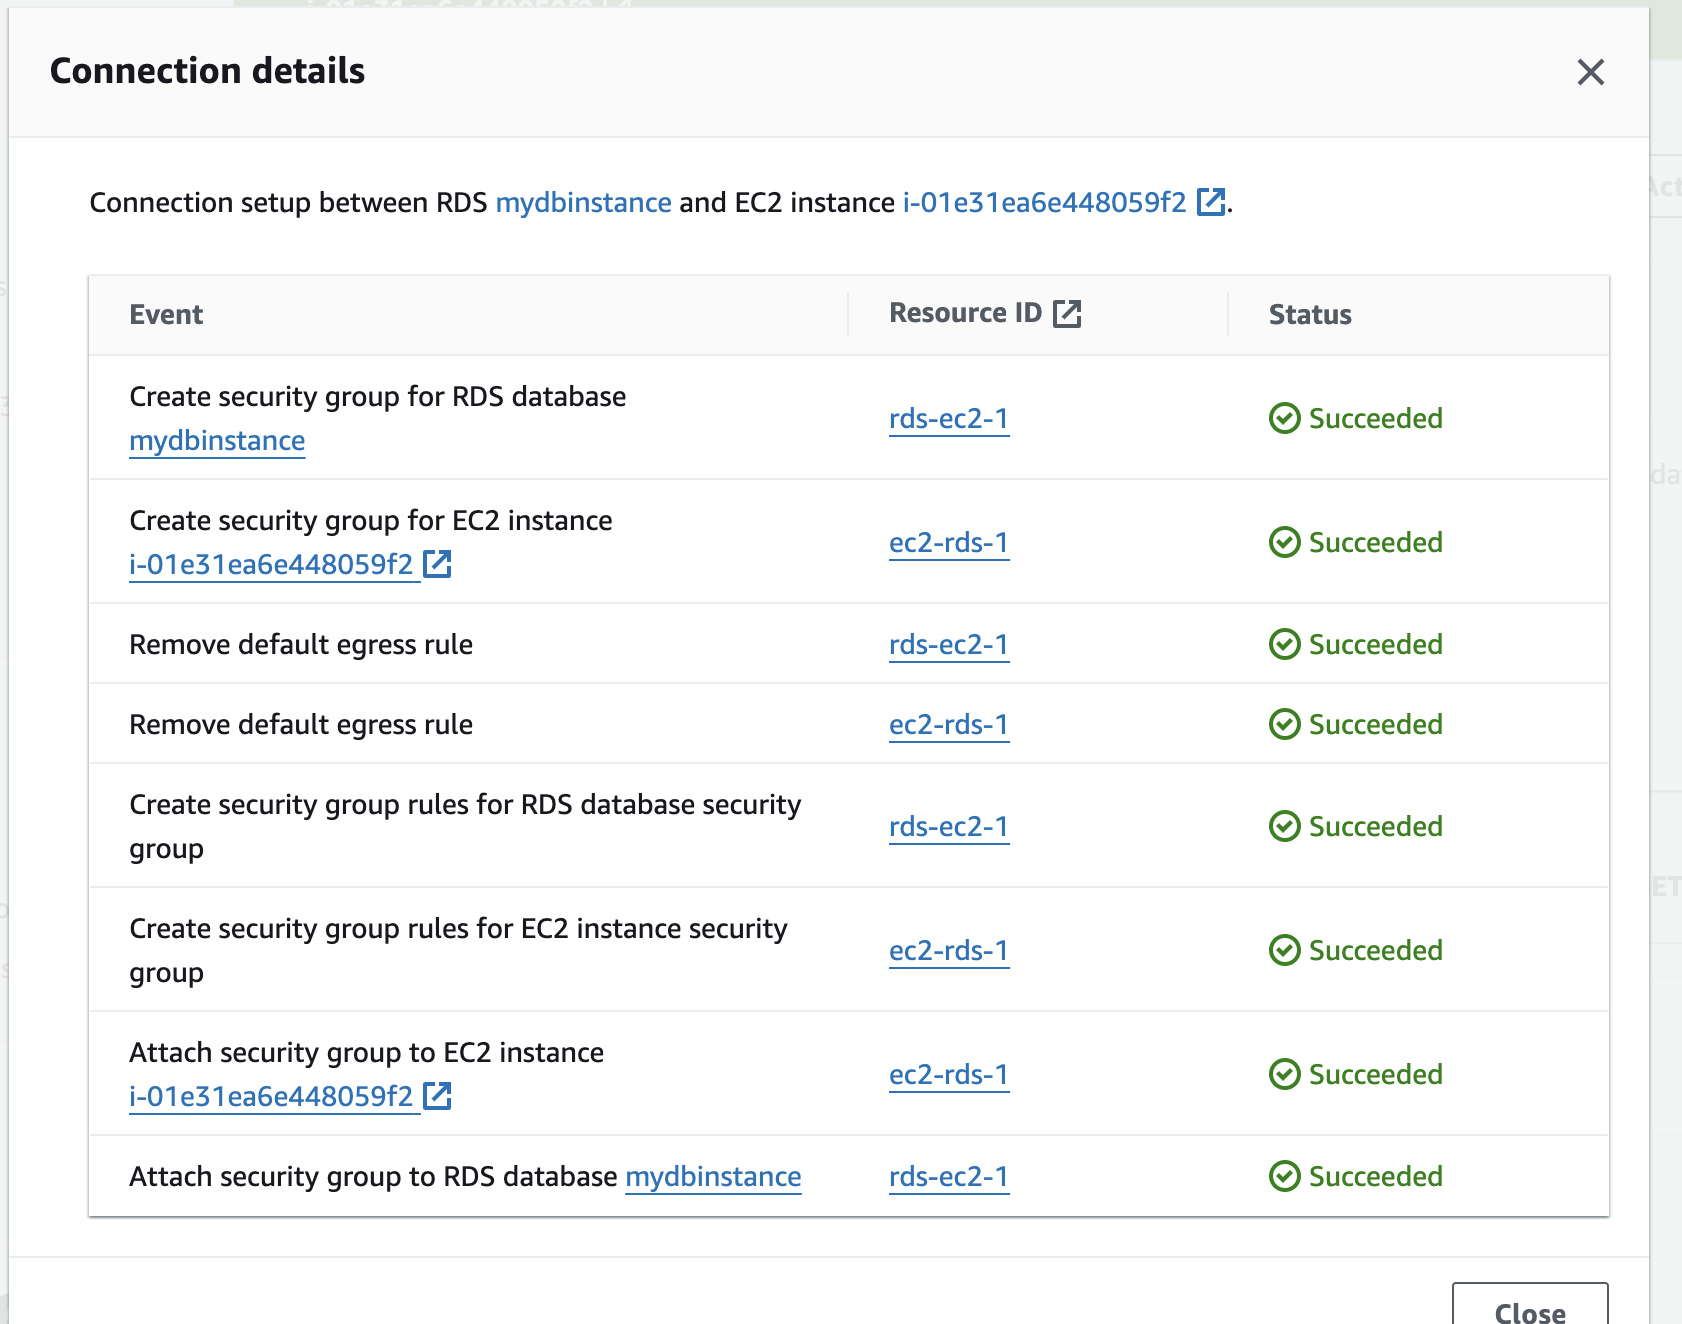 Connection details
Connection setup between RDS mydbinstance and EC2 instance i-01e31ea6e448059f2.
Event Resource ID Status
Create security group for RDS database
mydbinstance
rds-ec2-1 Succeeded
Create security group for EC2 instance
i-01e31ea6e448059f2
ec2-rds-1 Succeeded
Remove default egress rule rds-ec2-1 Succeeded
Remove default egress rule ec2-rds-1 Succeeded
Create security group rules for RDS database security
group
rds-ec2-1 Succeeded
Create security group rules for EC2 instance security
group
ec2-rds-1 Succeeded
Attach security group to EC2 instance
i-01e31ea6e448059f2
ec2-rds-1 Succeeded
Attach security group to RDS database mydbinstance rds-ec2-1 Succeeded
Close